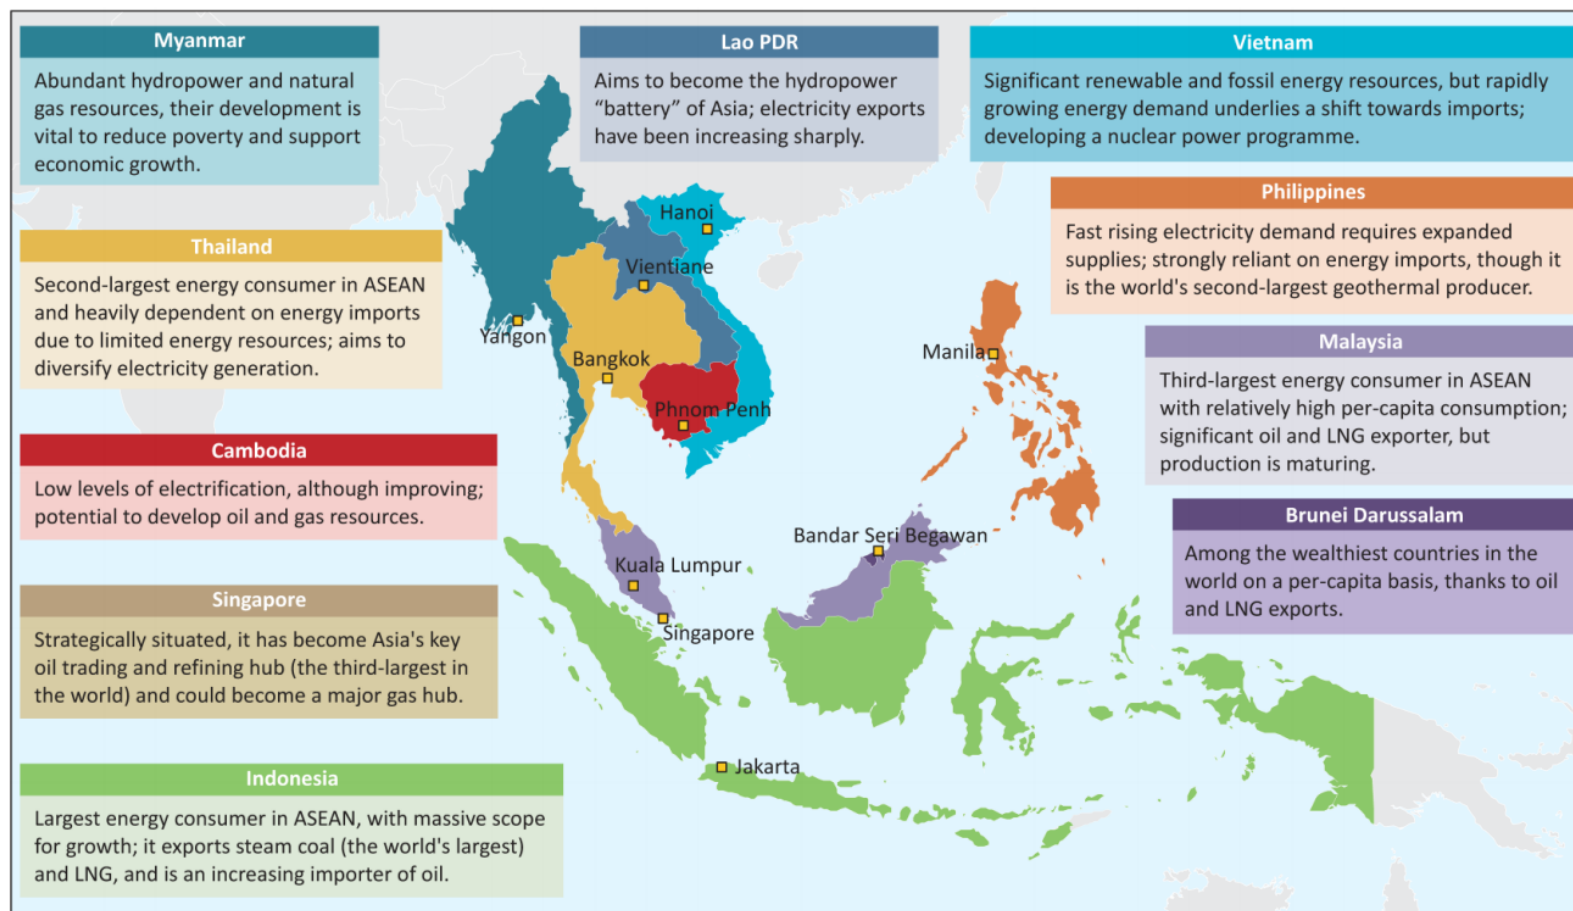 Myanmar
Abundant hydropower and natural
gas resources, their development is
vital to reduce poverty and support
economic growth.
Lao PDR
Aims to become the hydropower
“battery” of Asia; electricity exports
have been increasing sharply.
Vietnam
Significant renewable and fossil energy resources, but rapidly
growing energy demand underlies a shift towards imports;
developing a nuclear power programme.
Philippines
Fast rising electricity demand requires expanded
supplies; strongly reliant on energy imports, though it
is the world's second-largest geothermal producer.
Thailand
Second-largest energy consumer in ASEAN
and heavily dependent on energy imports
due to limited energy resources; aims to
diversify electricity generation.
Malaysia
Third-largest energy consumer in ASEAN
with relatively high per-capita consumption;
significant oil and LNG exporter, but
production is maturing.
Cambodia
Low levels of electrification, although improving;
potential to develop oil and gas resources.
Brunei Darussalam
Among the wealthiest countries in the
world on a per-capita basis, thanks to oil
and LNG exports.
Singapore
Strategically situated, it has become Asia's key
oil trading and refining hub (the third-largest in
the world) and could become a major gas hub.
Indonesia
Largest energy consumer in ASEAN, with massive scope
for growth; it exports steam coal (the world's largest)
and LNG, and is an increasing importer of oil.
Hanoi
Vientiane
Yangon
Bangkok
Manila
Phnom Penh
Bandar Seri Begawan
Kuala Lumpur
Singapore
Jakarta